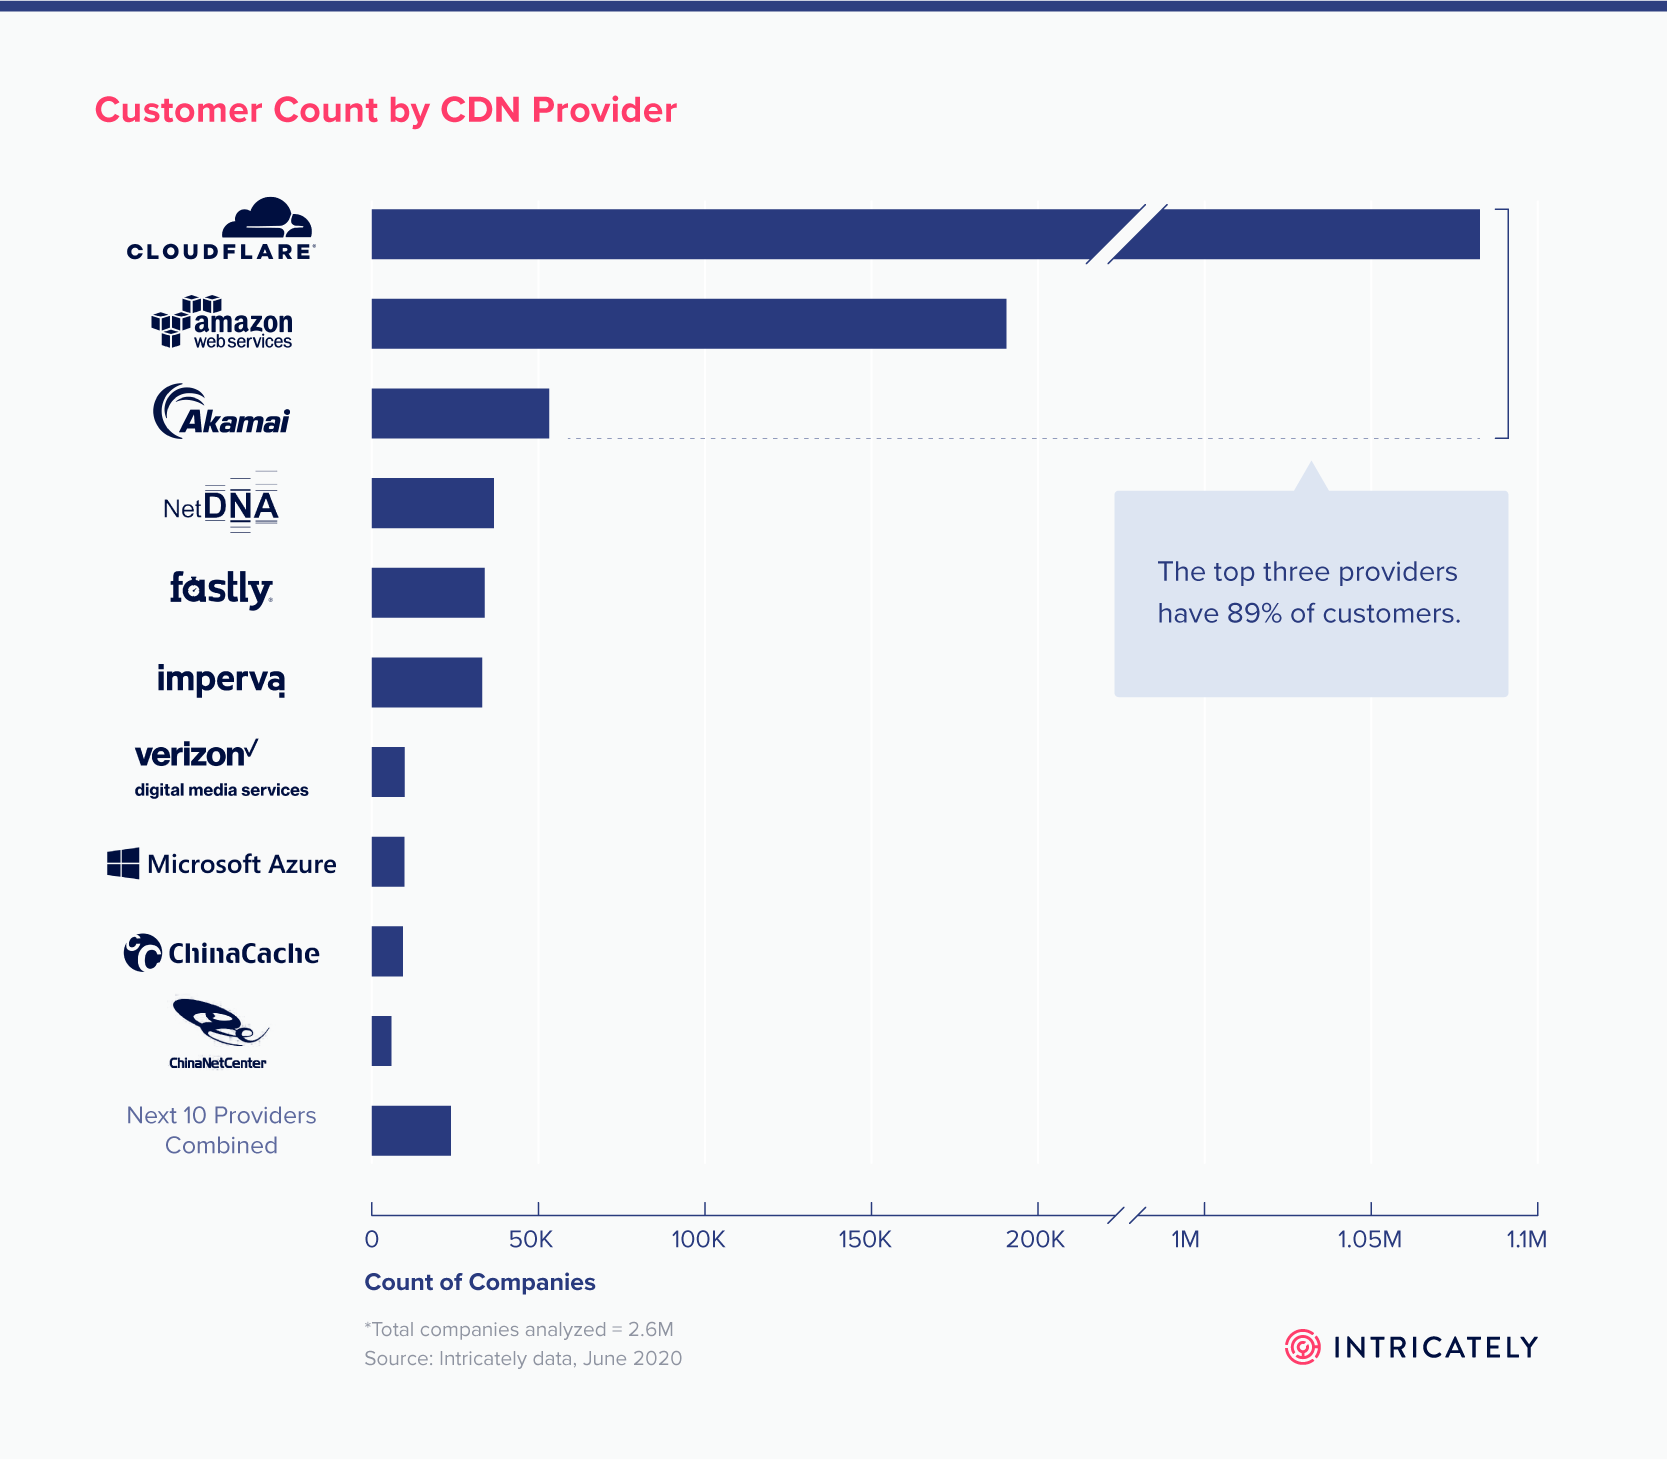 Customer Count by CDN Provider
CLOUDFLARE®
amazon
webservices
Akamai
NetDNA
fastly®
imperva
verizon✓
digital media services
Microsoft Azure
ChinaCache
ChinaNetCenter
Next 10 Providers
Combined
The top three providers
have 89% of customers.
0 50K 100K 150K 200K 1M 1.05M 1.1M
Count of Companies
*Total companies analyzed = 2.6M
Source: Intricately data, June 2020
INTRICATELY